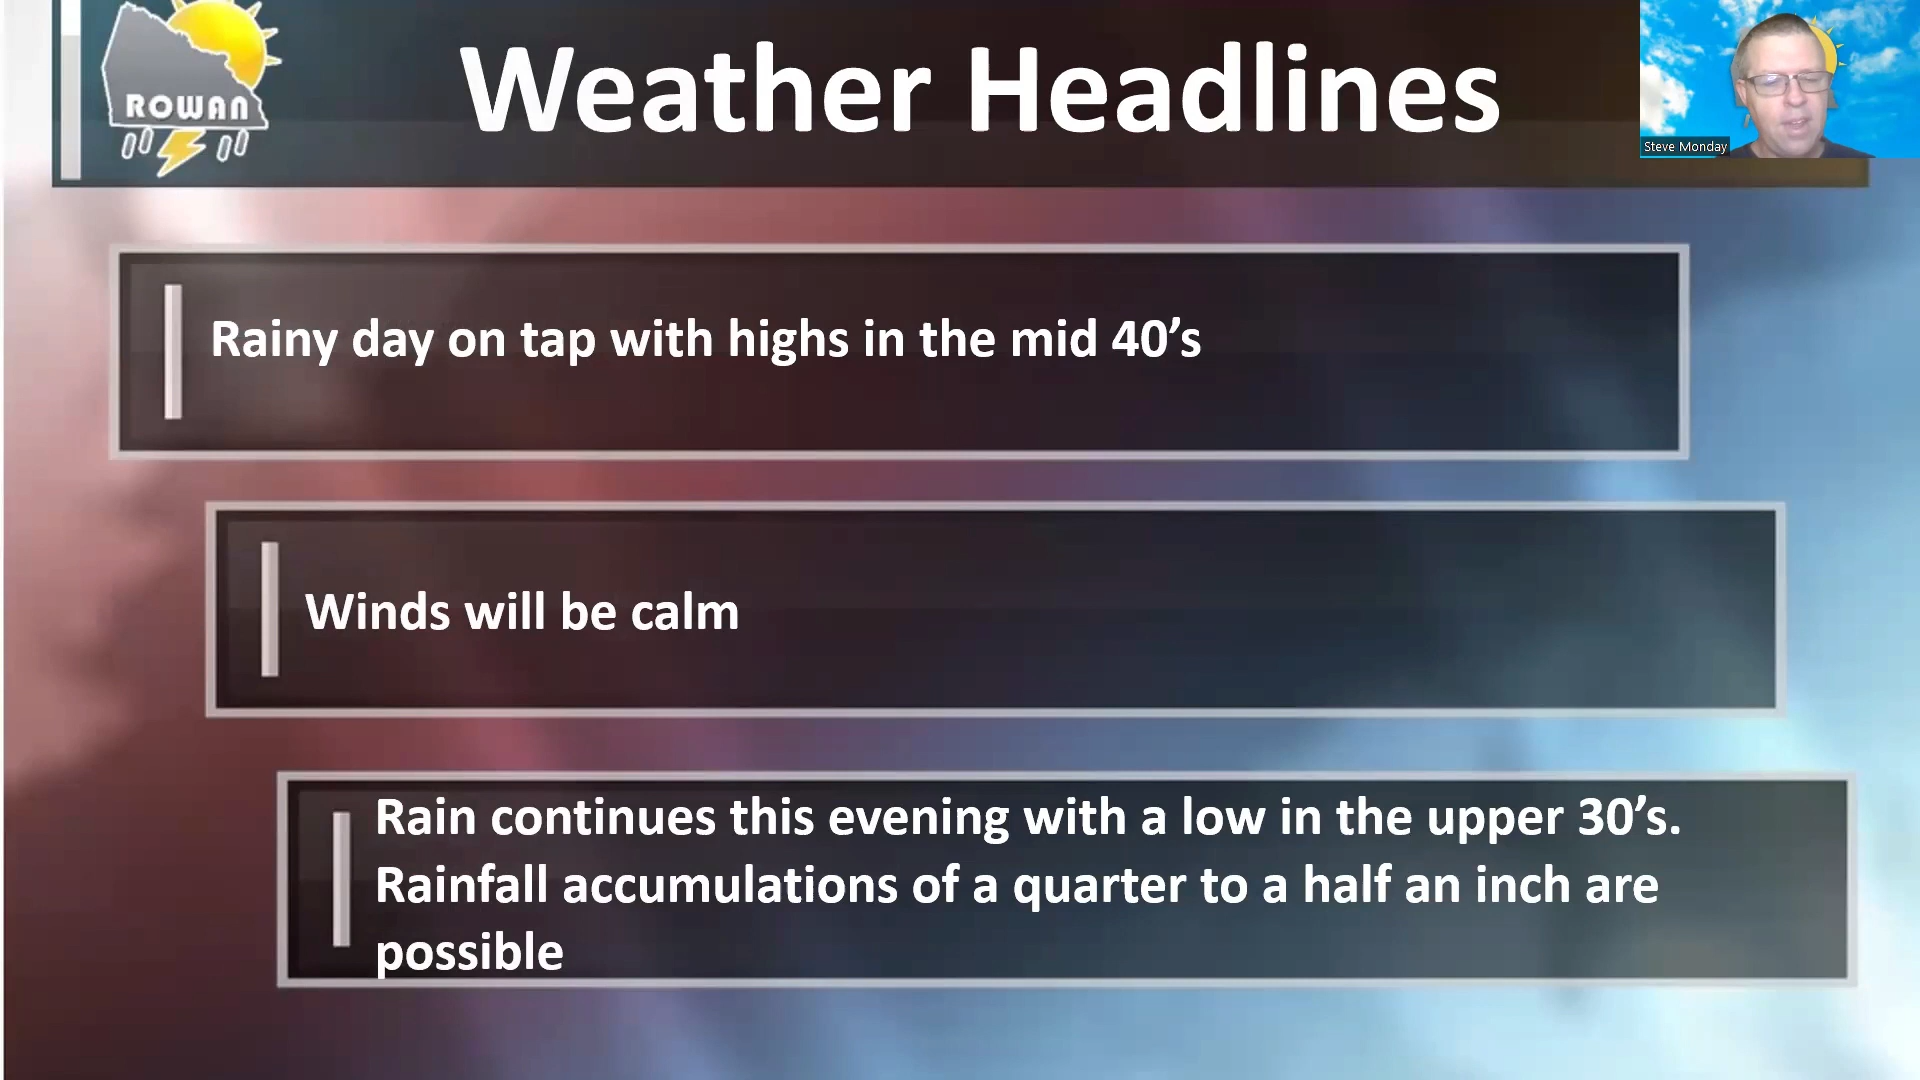 ROWAN
Weather Headlines
Steve Monday
Rainy day on tap with highs in the mid 40’s
Winds will be calm
Rain continues this evening with a low in the upper 30’s.
Rainfall accumulations of a quarter to a half an inch are
possible